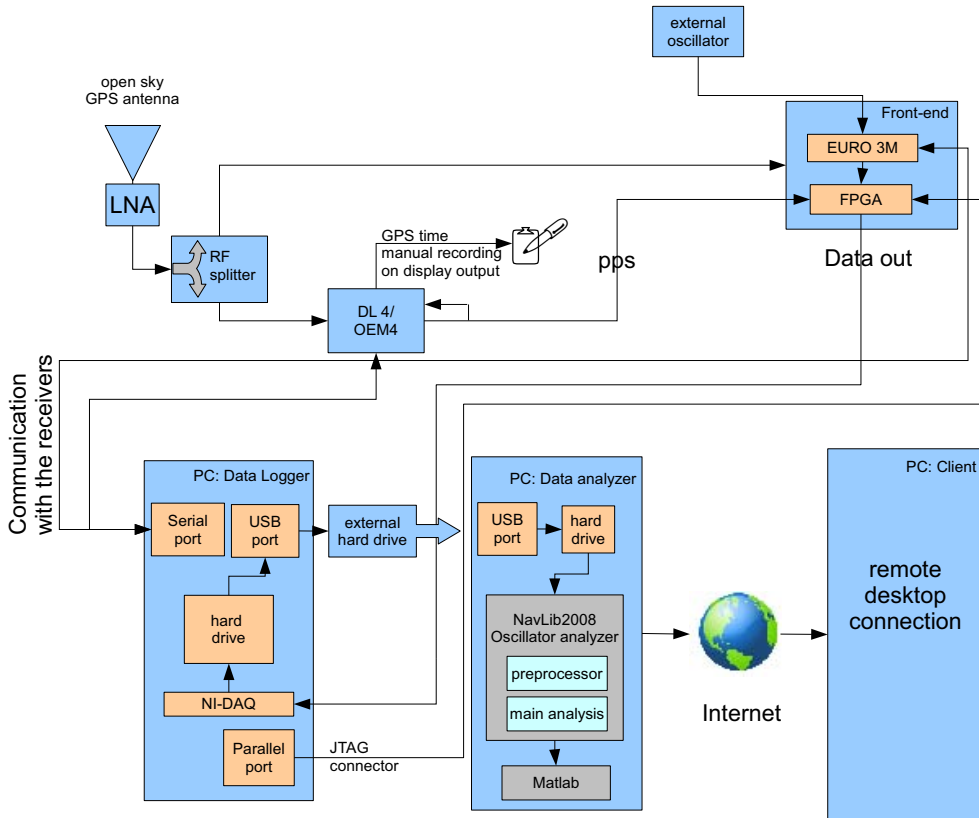 external
oscillator
open sky
GPS antenna
Front-end
EURO 3M
LNA
FPGA
RF
splitter
GPS time
manual recording
on display output
pps
Data out
DL 4/
OEM4
Communication
with the receivers
PC: Data Logger
Serial
port
USB
port
external
hard drive
hard
drive
NI-DAQ
Parallel
port
JTAG
connector
PC: Data analyzer
USB
port
hard
drive
NavLib2008
Oscillator analyzer
preprocessor
main analysis
Matlab
Internet
PC: Client
remote
desktop
connection